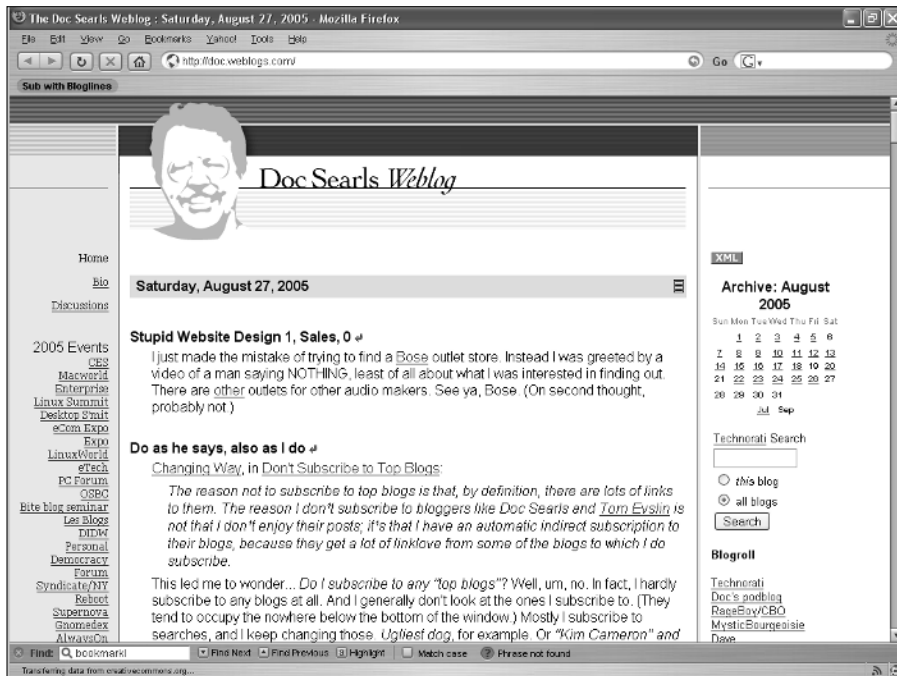 The Doc Searls Weblog : Saturday, August 27, 2005 - Mozilla Firefox
File Edit View Go Bookmarks Yahoo! Tools Help
http://doc.weblogs.com/ Go G
Sub with Bloglines
Doc Searls Weblog
Home
Bio
Discussions
2005 Events
CES
Macworld
Enterprise
Linux Summit
Desktop S'mit
eCom Expo
Expo
LinuxWorld
eTech
PC Forum
OSBC
Bite blog seminar
Les Blogs
DIDW
Personal
Democracy
Forum
Syndicate/NY
Reboot
Supernova
Gnomedex
AlwaysOn
Saturday, August 27, 2005
Stupid Website Design 1, Sales, 0
I just made the mistake of trying to find a Bose outlet store. Instead I was greeted by a
video of a man saying NOTHING, least of all about what I was interested in finding out.
There are other outlets for other audio makers. See ya, Bose. (On second thought,
probably not.)
Do as he says, also as I do
Changing Way, in Don't Subscribe to Top Blogs:
The reason not to subscribe to top blogs is that, by definition, there are lots of links
to them. The reason I don't subscribe to bloggers like Doc Searls and Tom Evslin is
not that I don't enjoy their posts; it's that I have an automatic indirect subscription to
their blogs, because they get a lot of linklove from some of the blogs to which I do
subscribe.
This led me to wonder... Do I subscribe to any "top blogs"? Well, um, no. In fact, I hardly
subscribe to any blogs at all. And I generally don't look at the ones I subscribe to. (They
tend to occupy the nowhere below the bottom of the window.) Mostly I subscribe to
searches, and I keep changing those. Ugliest dog, for example. Or "Kim Cameron" and
XML
Archive: August
2005
Sun Mon Tue Wed Thu Fri Sat
1 2 3 4 5 6
7 8 9 10 11 12 13
14 15 16 17 18 19 20
21 22 23 24 25 26 27
28 29 30 31
Jul Sep
Technorati Search
this blog
all blogs
Search
Blogroll
Technorati
Doc's podblog
RageBoy/CBO
MysticBourgeoisie
Dave
Find: bookmarkl Find Next Find Previous Highlight Match case Phrase not found
Transferring data from creativecommons.org...